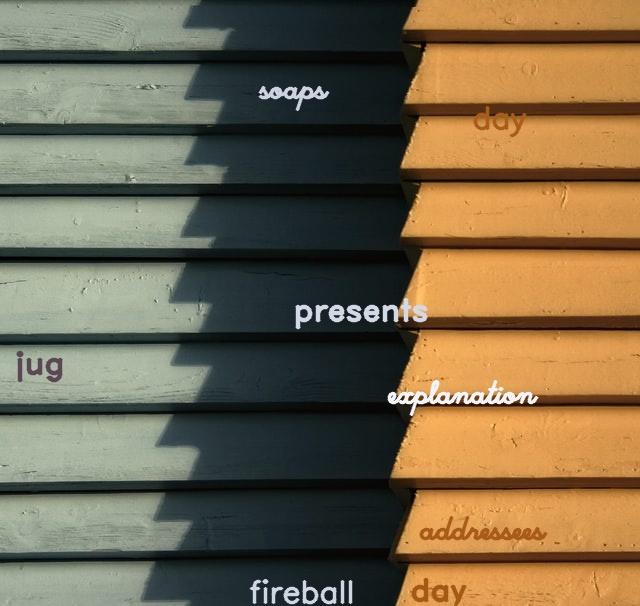 soaps
day
presents
jug
explanation
addressees
fireball day